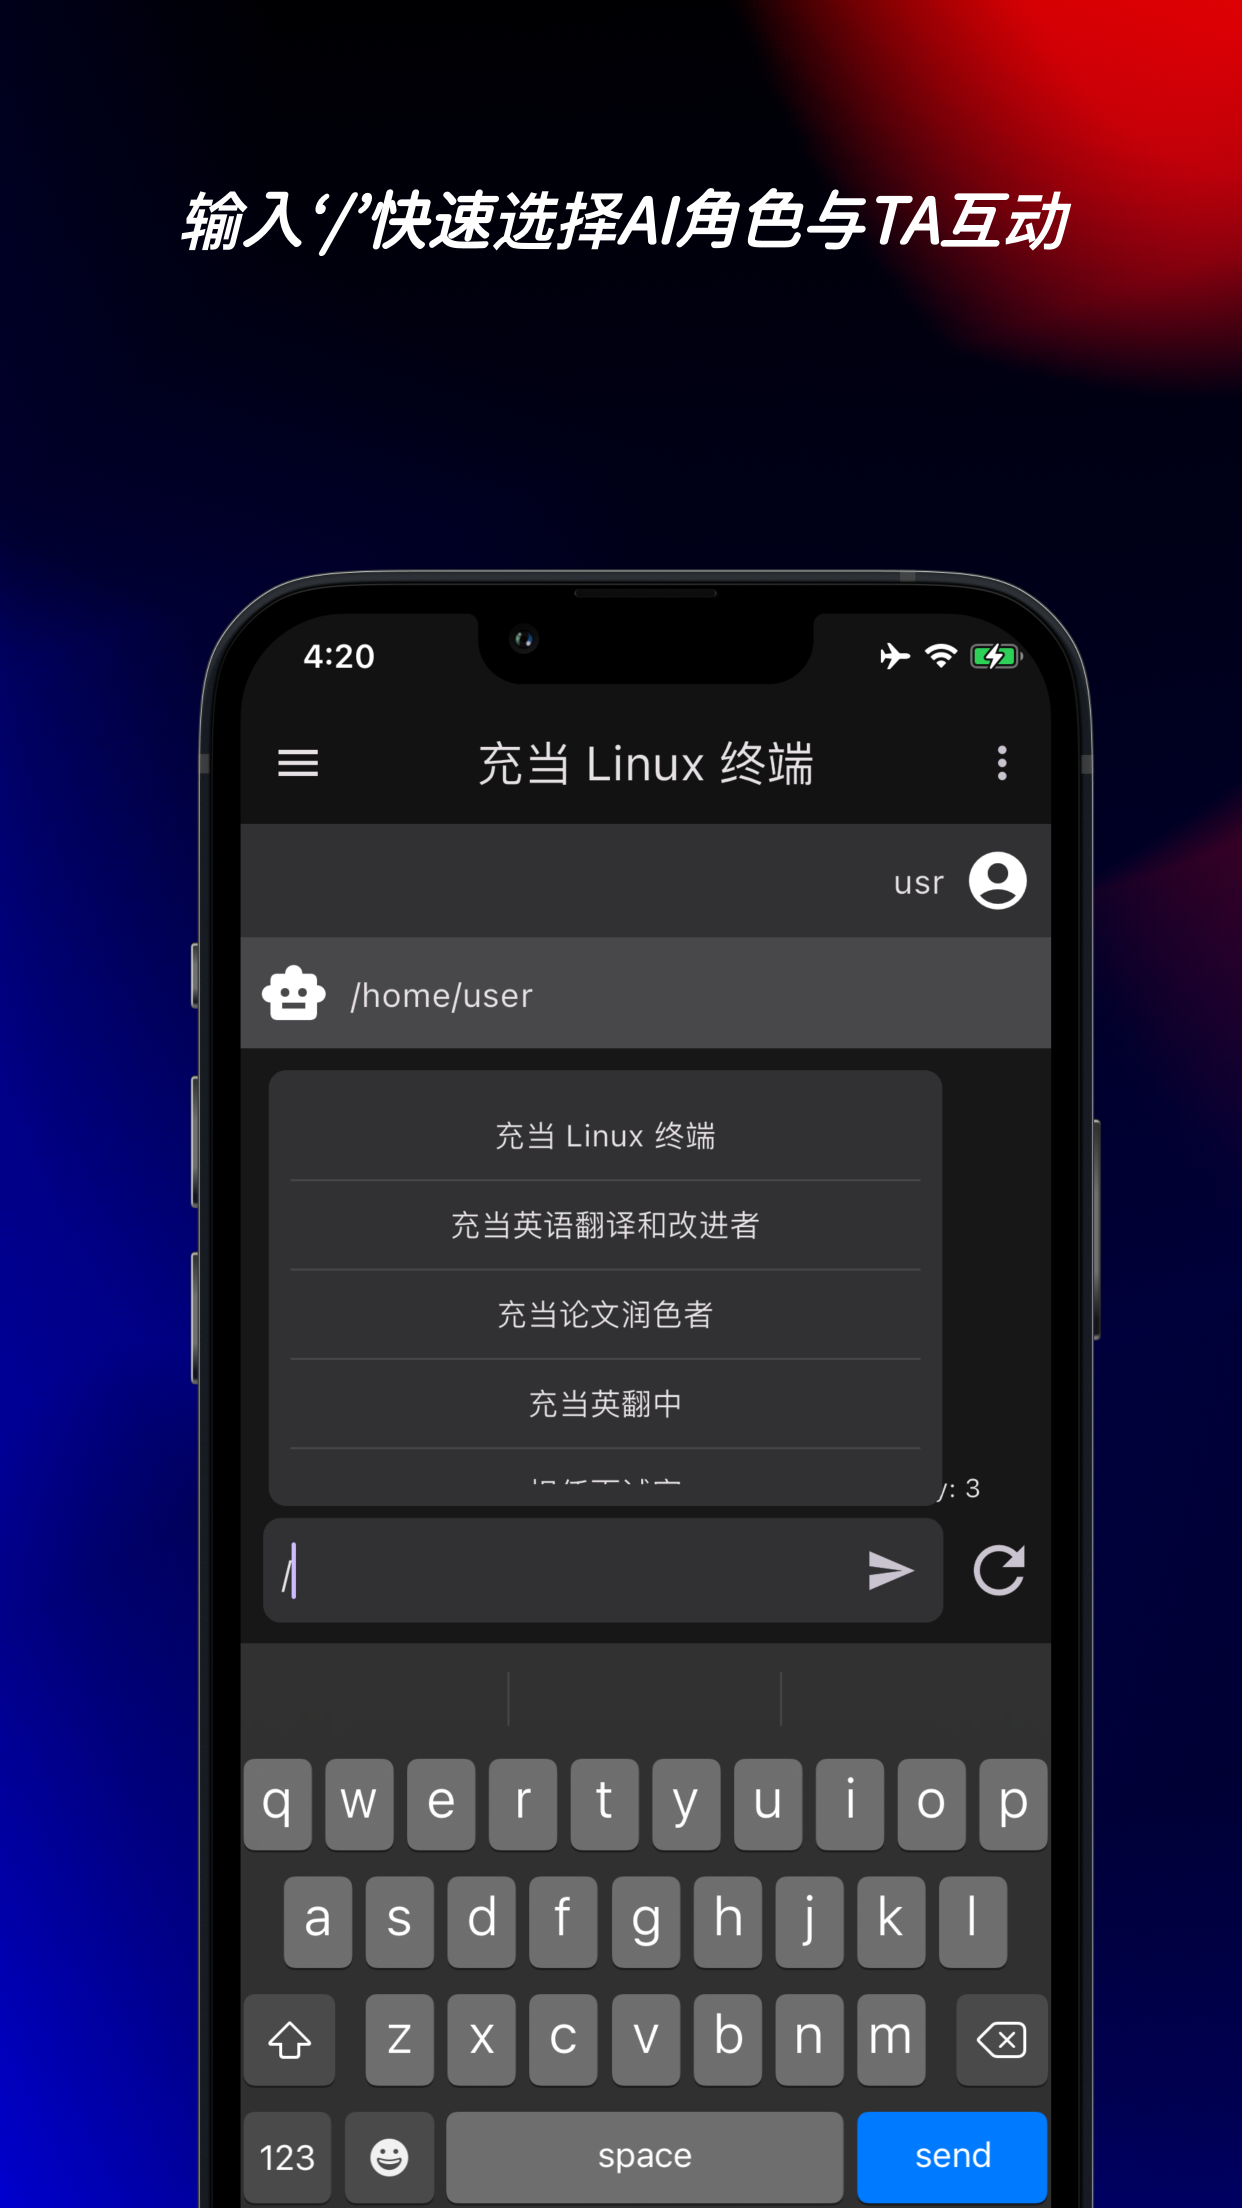 输入‘/’快速选择AI角色与TA互动
4:20
充当 Linux 终端
usr
/home/user
充当 Linux 终端
充当英语翻译和改进者
充当论文润色者
充当英翻中
y: 3
/
q w e r t y u i o p
a s d f g h j k l
z x c v b n m
123 space send